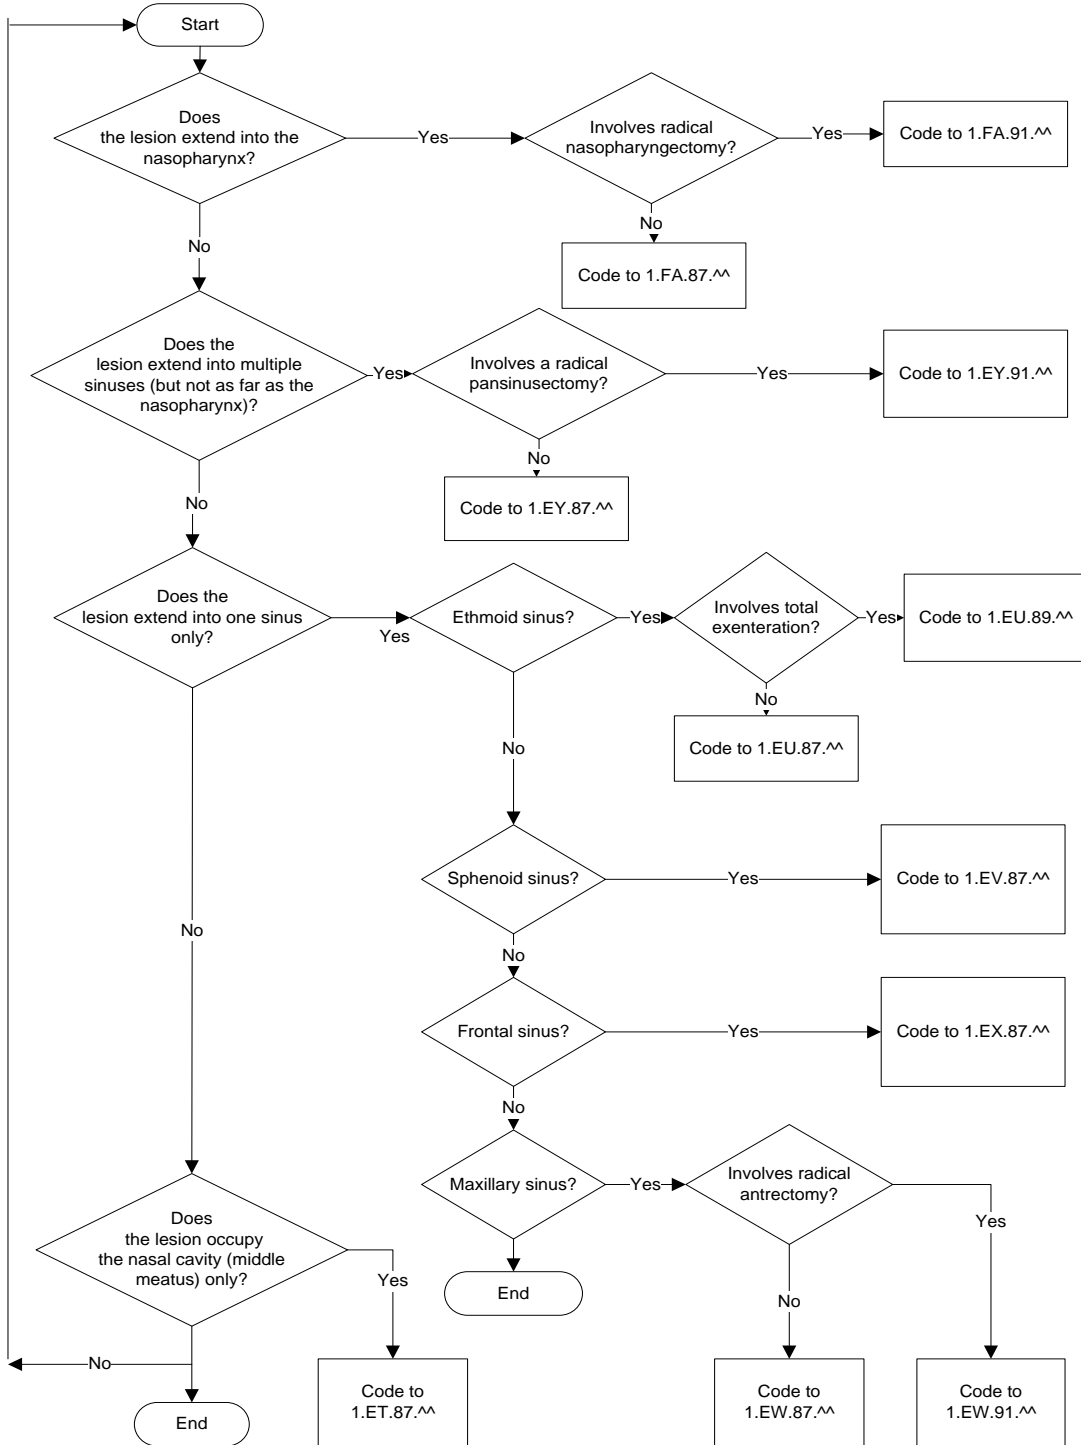 Start
Does
the lesion extend into the
nasopharynx?
Yes
Involves radical
nasopharyngectomy?
Yes
Code to 1.FA.91.^^
No
Code to 1.FA.87.^^
No
Does the
lesion extend into multiple
sinuses (but not as far as the
nasopharynx)?
Yes
Involves a radical
pansinusectomy?
Yes
Code to 1.EY.91.^^
No
Code to 1.EY.87.^^
No
Does the
lesion extend into one sinus
only?
Yes
Ethmoid sinus?
Yes
Involves total
exenteration?
Yes
Code to 1.EU.89.^^
No
Code to 1.EU.87.^^
No
Sphenoid sinus?
Yes
Code to 1.EV.87.^^
No
Frontal sinus?
Yes
Code to 1.EX.87.^^
No
Maxillary sinus?
Yes
Involves radical
antrectomy?
Yes
No
End
No
Does
the lesion occupy
the nasal cavity (middle
meatus) only?
Yes
No
End
Code to
1.ET.87.^^
Code to
1.EW.87.^^
Code to
1.EW.91.^^